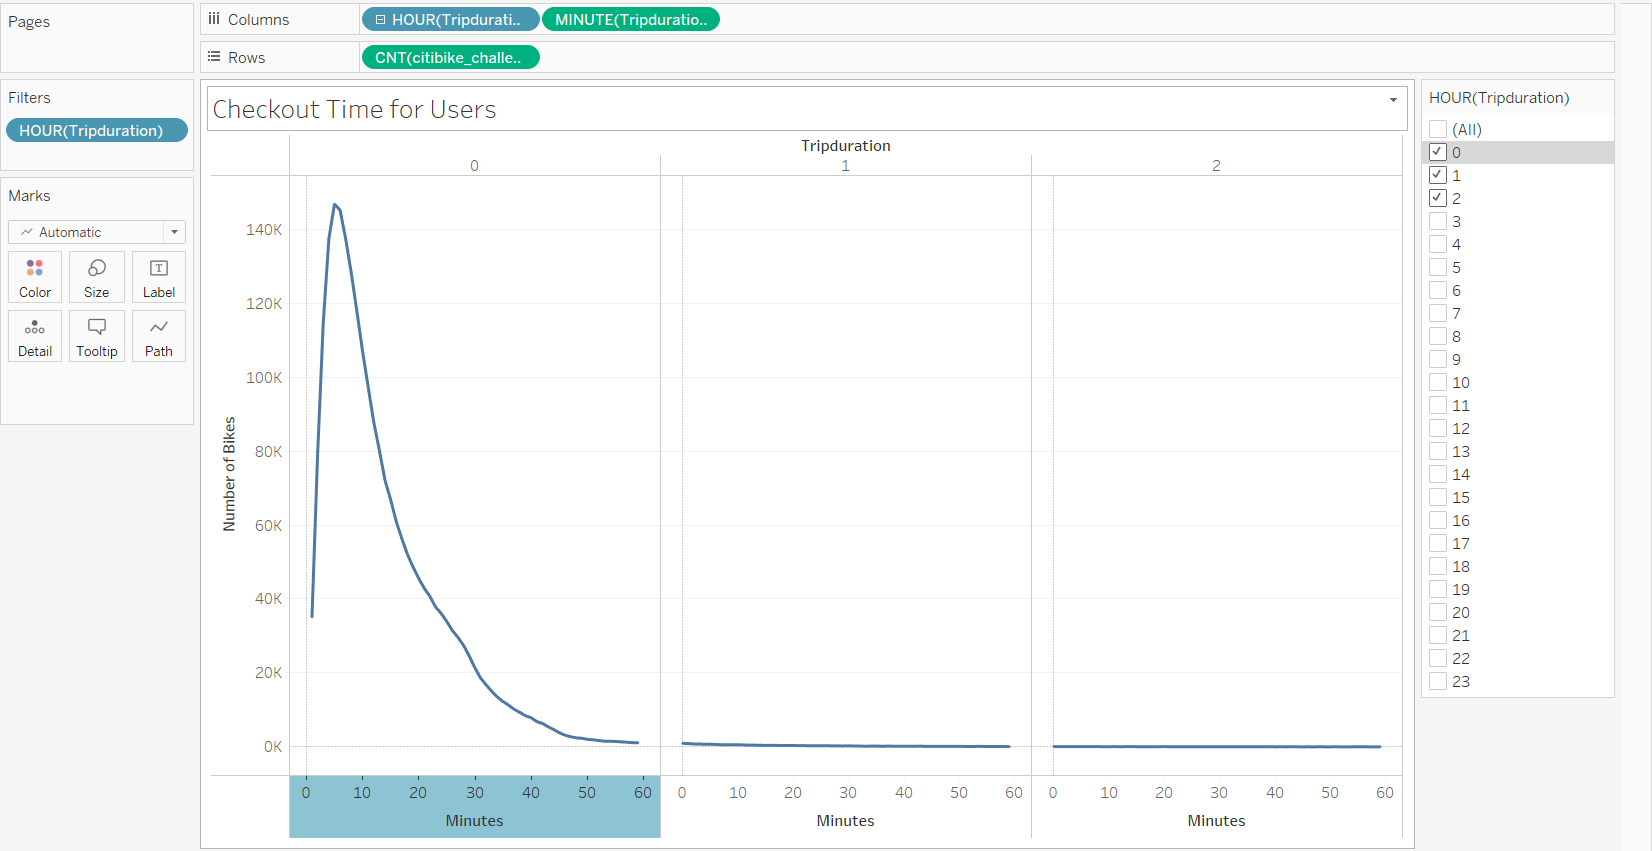 Pages
Columns
HOUR(Tripdurati..
MINUTE(Tripduratio..
Rows
CNT(citibike_challe..
Filters
HOUR(Tripduration)
Marks
Automatic
Color
Size
Label
Detail
Tooltip
Path
Checkout Time for Users
Tripduration
0
1
2
Number of Bikes
140K
120K
100K
80K
60K
40K
20K
0K
0 10 20 30 40 50 60
0 10 20 30 40 50 60
0 10 20 30 40 50 60
Minutes
Minutes
Minutes
HOUR(Tripduration)
(All)
0
1
2
3
4
5
6
7
8
9
10
11
12
13
14
15
16
17
18
19
20
21
22
23